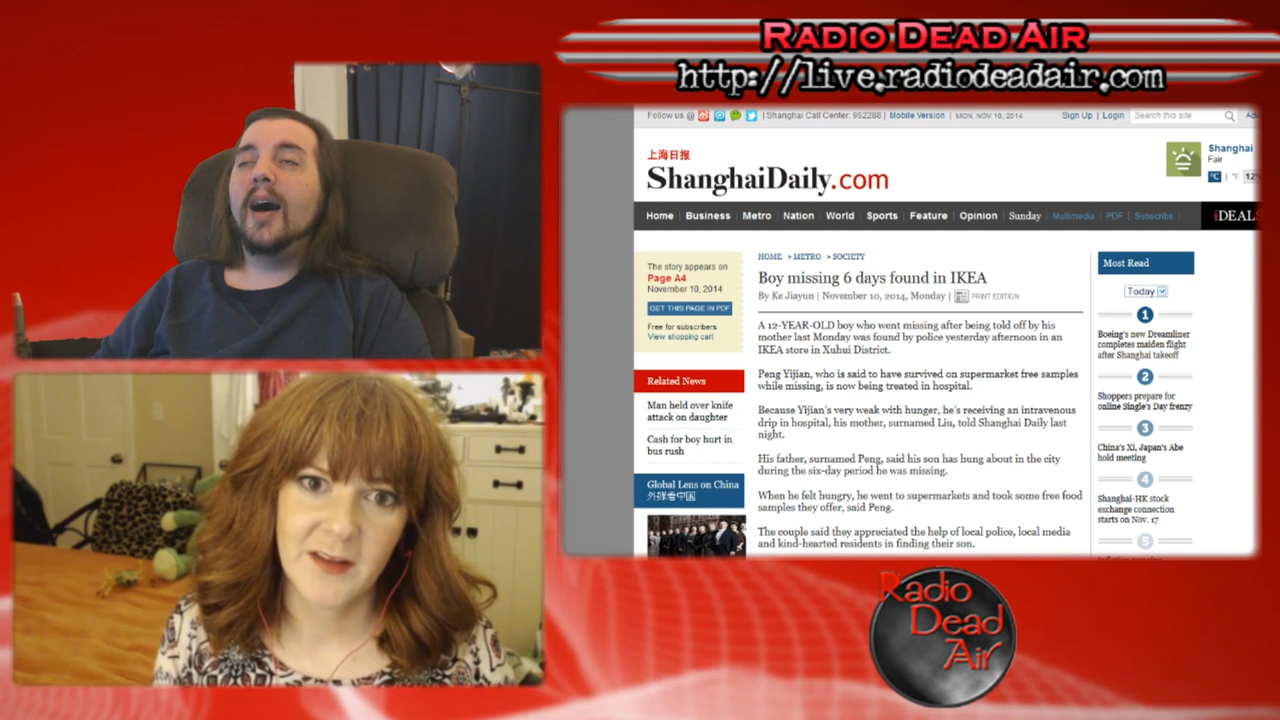 Radio Dead Air
http://live.radiodeadair.com
Follow us @ | Shanghai Call Center: 962288 | Mobile Version | MON, NOV 10, 2014
Sign Up | Login
Search this site
上海日报
ShanghaiDaily.com
Shanghai
Fair
°C | °F 12°
Home | Business | Metro | Nation | World | Sports | Feature | Opinion | Sunday | Multimedia | PDF | Subscribe
iDEALS
The story appears on
Page A4
November 10, 2014
GET THIS PAGE IN PDF
Free for subscribers
View shopping cart
Related News
Man held over knife
attack on daughter
Cash for boy hurt in
bus rush
Global Lens on China
外媒看中国
HOME » METRO » SOCIETY
Boy missing 6 days found in IKEA
By Ke Jiayun | November 10, 2014, Monday | PRINT EDITION
A 12-YEAR-OLD boy who went missing after being told off by his
mother last Monday was found by police yesterday afternoon in an
IKEA store in Xuhui District.
Peng Yijian, who is said to have survived on supermarket free samples
while missing, is now being treated in hospital.
Because Yijian's very weak with hunger, he's receiving an intravenous
drip in hospital, his mother, surnamed Liu, told Shanghai Daily last
night.
His father, surnamed Peng, said his son has hung about in the city
during the six-day period he was missing.
When he felt hungry, he went to supermarkets and took some free food
samples they offer, said Peng.
The couple said they appreciated the help of local police, local media
and kind-hearted residents in finding their son.
Most Read
Today
1
Boeing's new Dreamliner
completes maiden flight
after Shanghai takeoff
2
Shoppers prepare for
online Single's Day frenzy
3
China's Xi, Japan's Abe
hold meeting
4
Shanghai-HK stock
exchange connection
starts on Nov. 17
5
Radio
Dead
Air